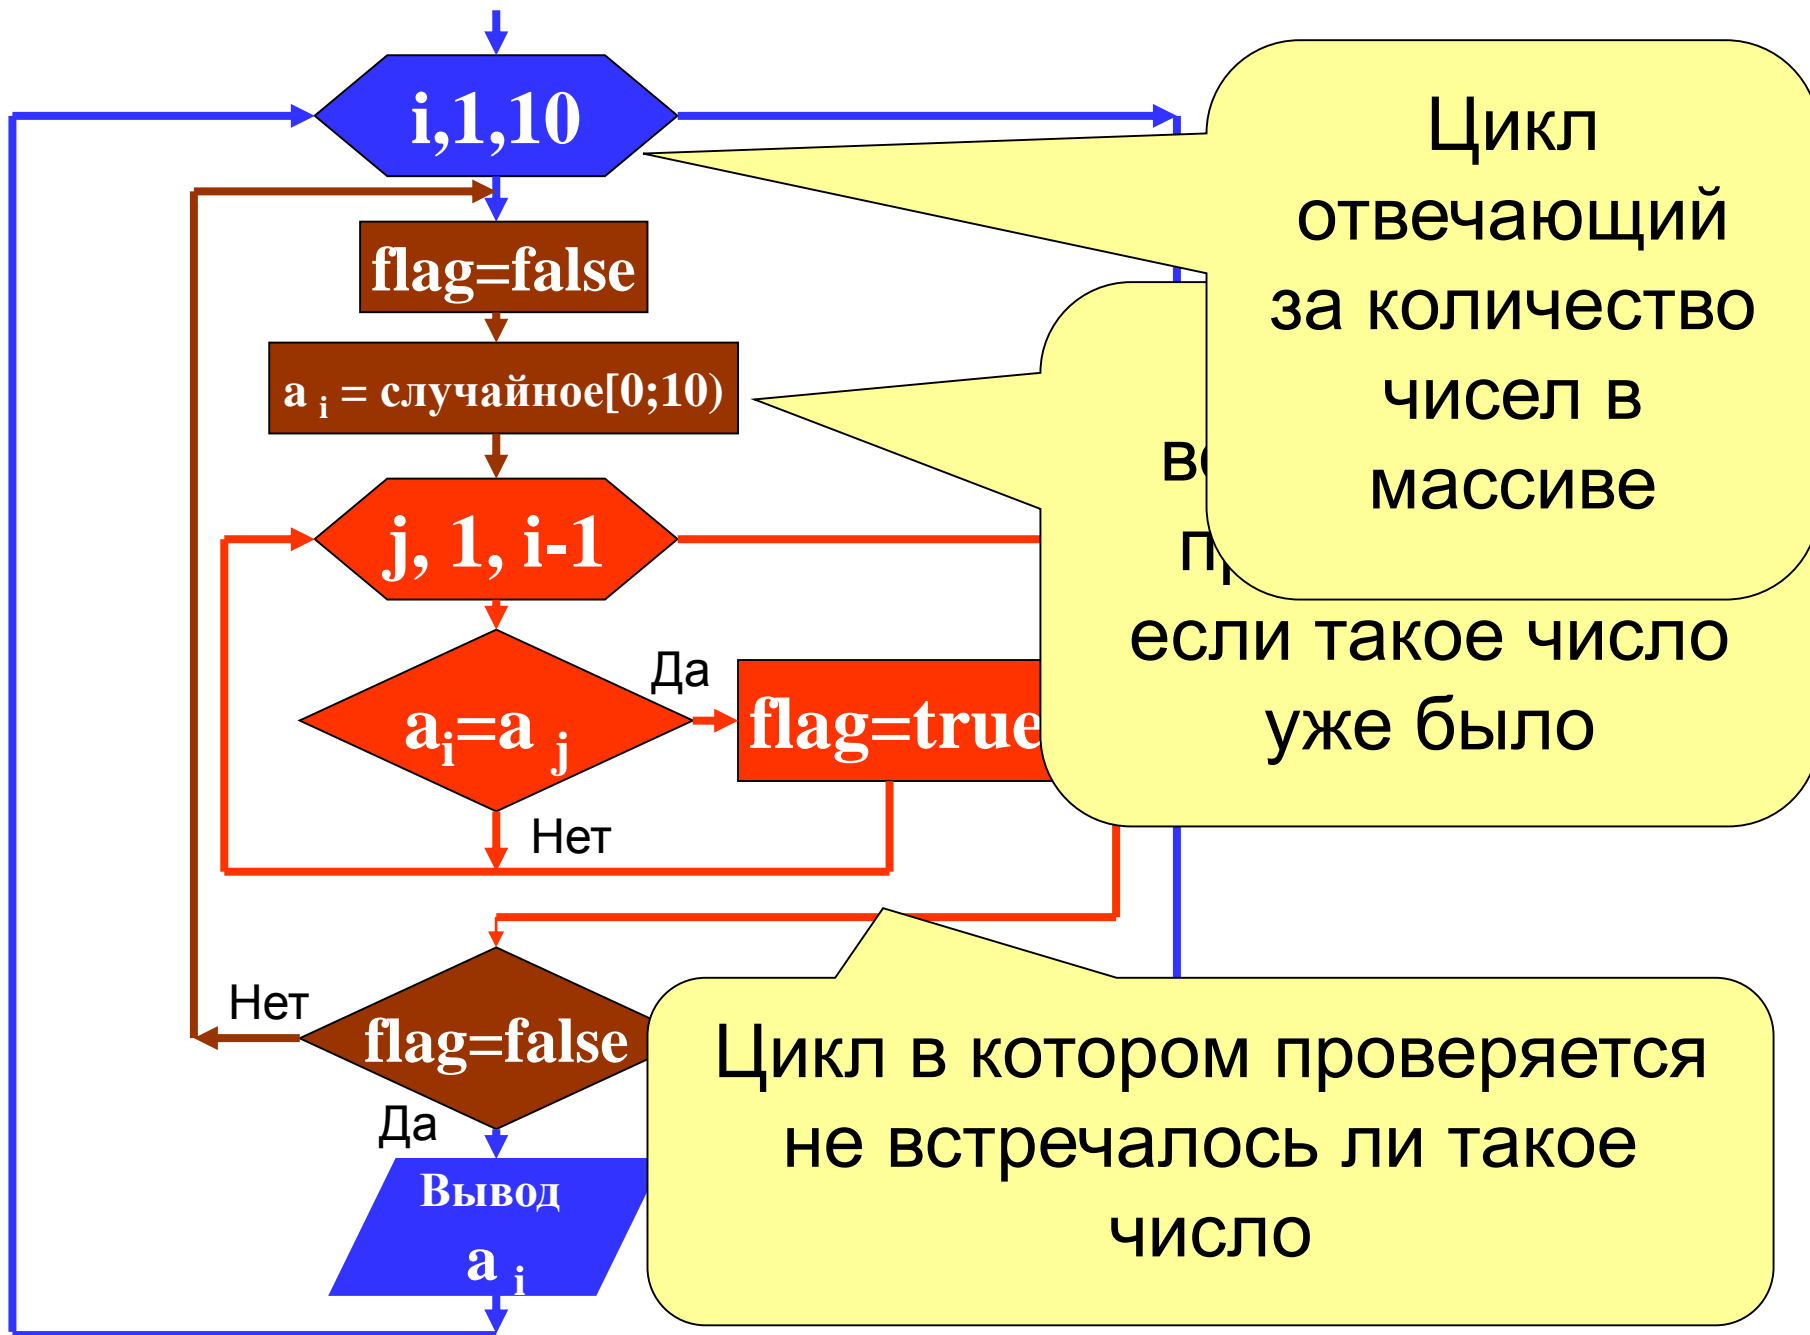 i,1,10
flag=false
a i = случайное[0;10)
j, 1, i-1
Да
ai=a j
flag=true
Нет
Нет
flag=false
Да
Вывод
a i
Цикл
отвечающий
за количество
чисел в
массиве
если такое число
уже было
Цикл в котором проверяется
не встречалось ли такое
число